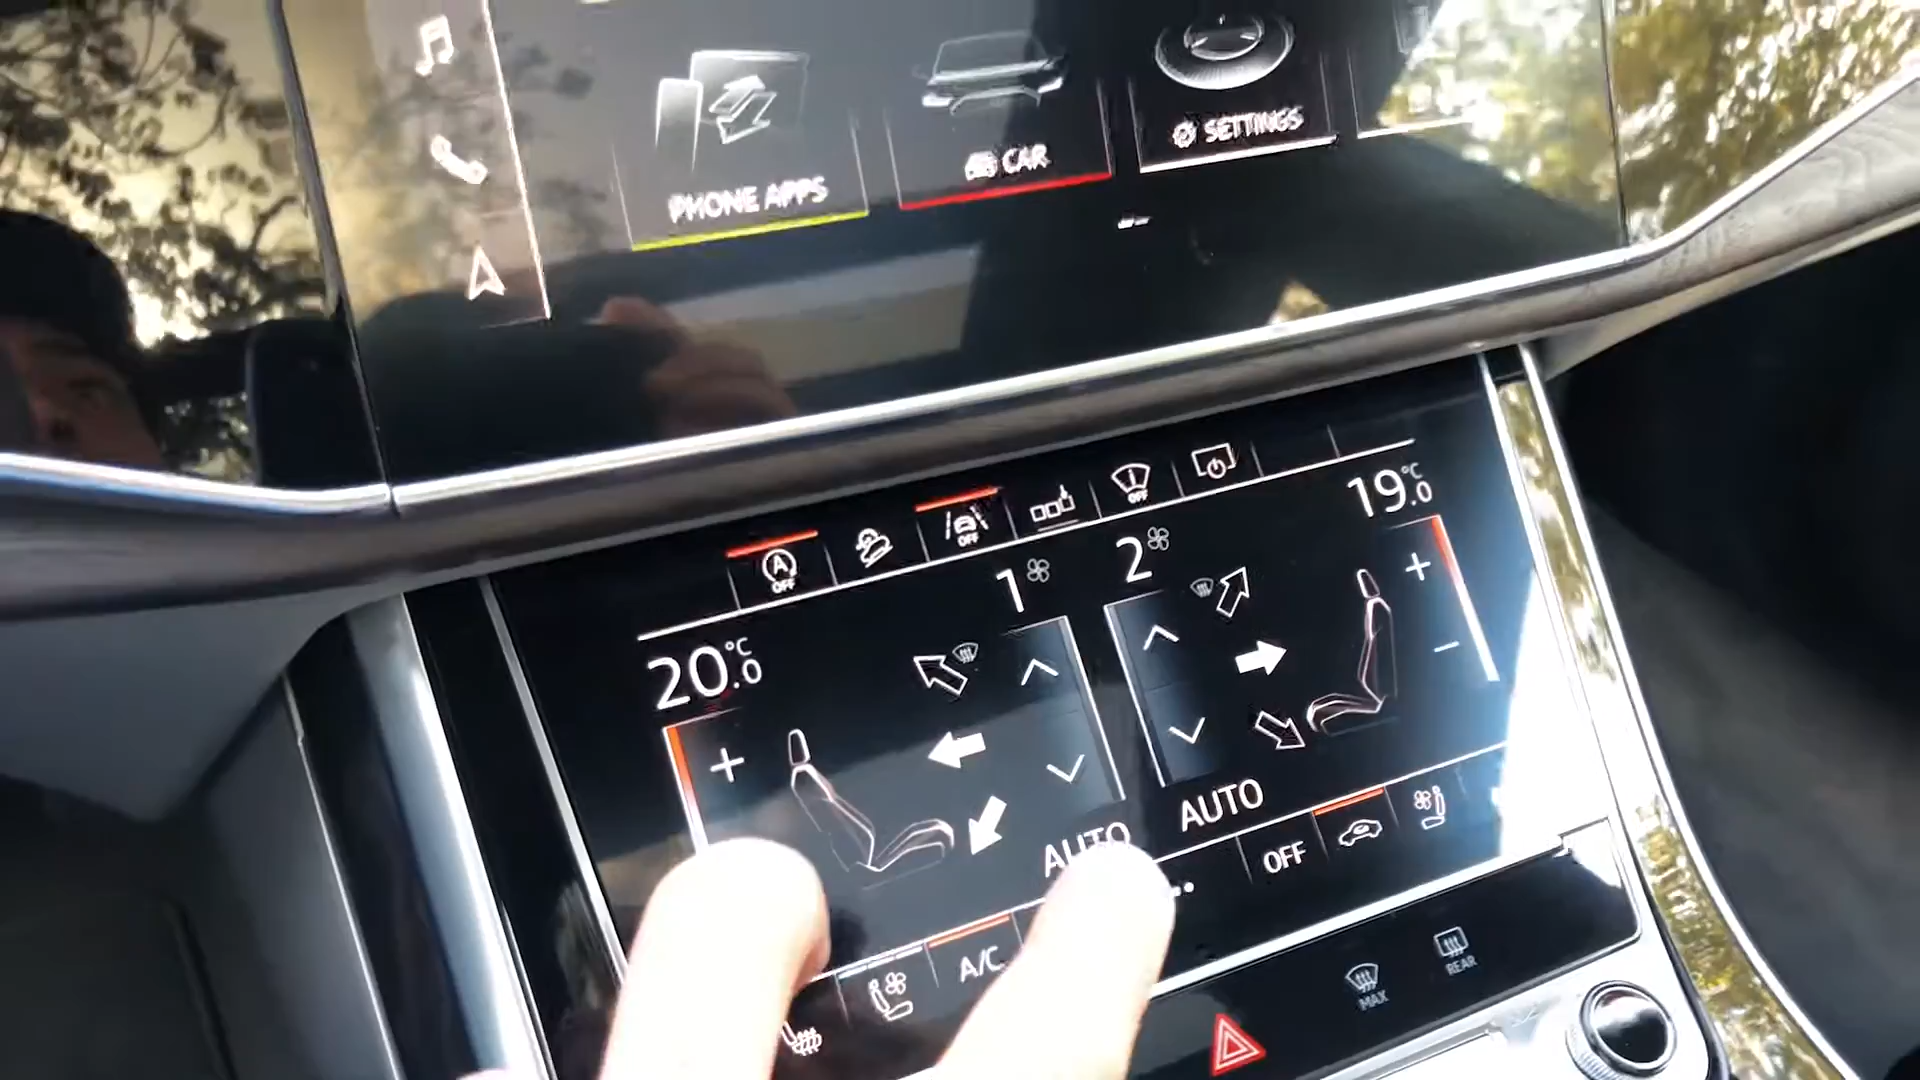 PHONE APPS
CAR
SETTINGS
A
OFF
OFF
OFF
20.0 °C
1
2
19.0 °C
+
+
−
AUTO
AUTO
A/C
..
OFF
MAX
REAR